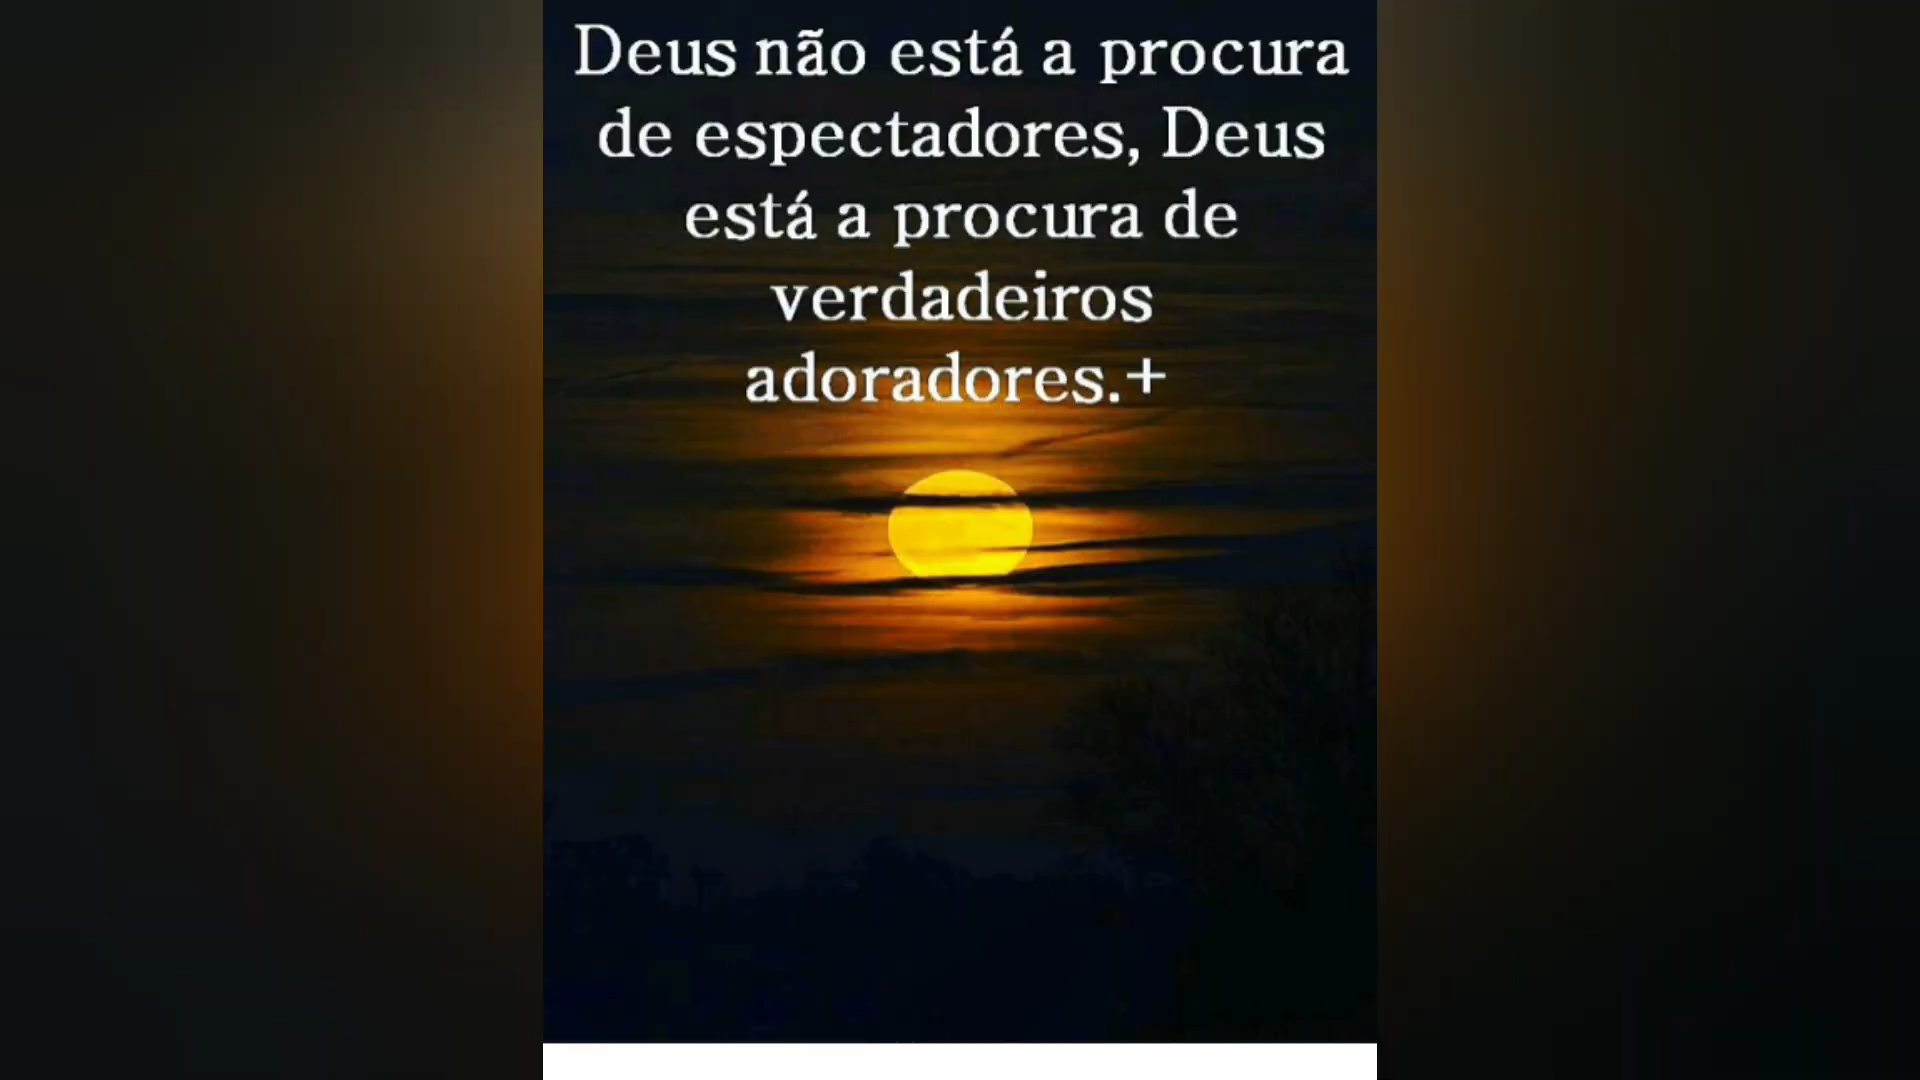 Deus não está a procura
de espectadores, Deus
está a procura de
verdadeiros
adoradores.+